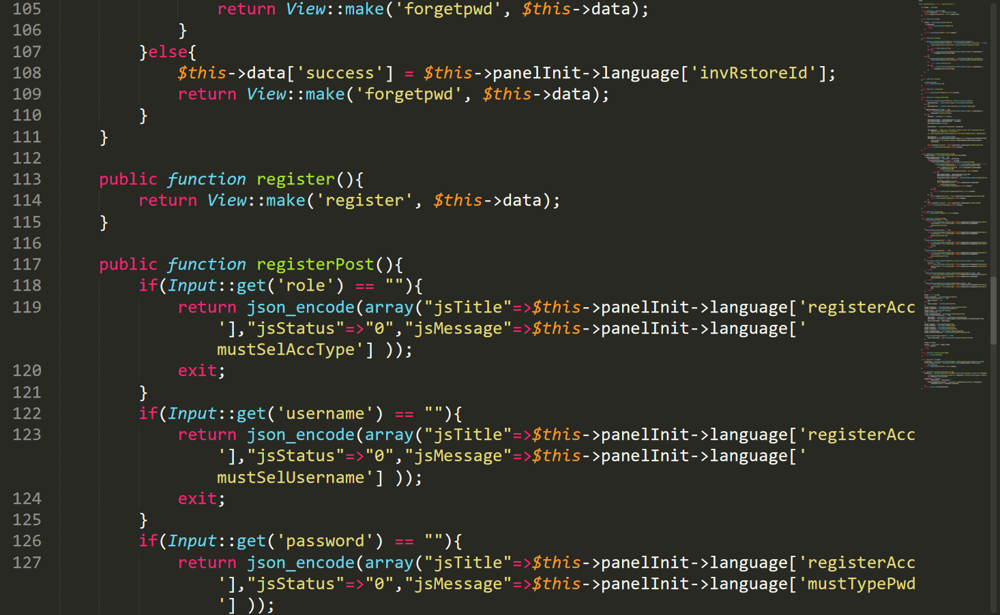 105 return View::make('forgetpwd', $this->data);
106 }
107 }else{
108 $this->data['success'] = $this->panelInit->language['invRstoreId'];
109 return View::make('forgetpwd', $this->data);
110 }
111 }
112
113 public function register(){
114 return View::make('register', $this->data);
115 }
116
117 public function registerPost(){
118 if(Input::get('role') == ""){
119 return json_encode(array("jsTitle"=>$this->panelInit->language['registerAcc
'],"jsStatus"=>"0","jsMessage"=>$this->panelInit->language['
mustSelAccType'] ));
120 exit;
121 }
122 if(Input::get('username') == ""){
123 return json_encode(array("jsTitle"=>$this->panelInit->language['registerAcc
'],"jsStatus"=>"0","jsMessage"=>$this->panelInit->language['
mustSelUsername'] ));
124 exit;
125 }
126 if(Input::get('password') == ""){
127 return json_encode(array("jsTitle"=>$this->panelInit->language['registerAcc
'],"jsStatus"=>"0","jsMessage"=>$this->panelInit->language['mustTypePwd
'] ));